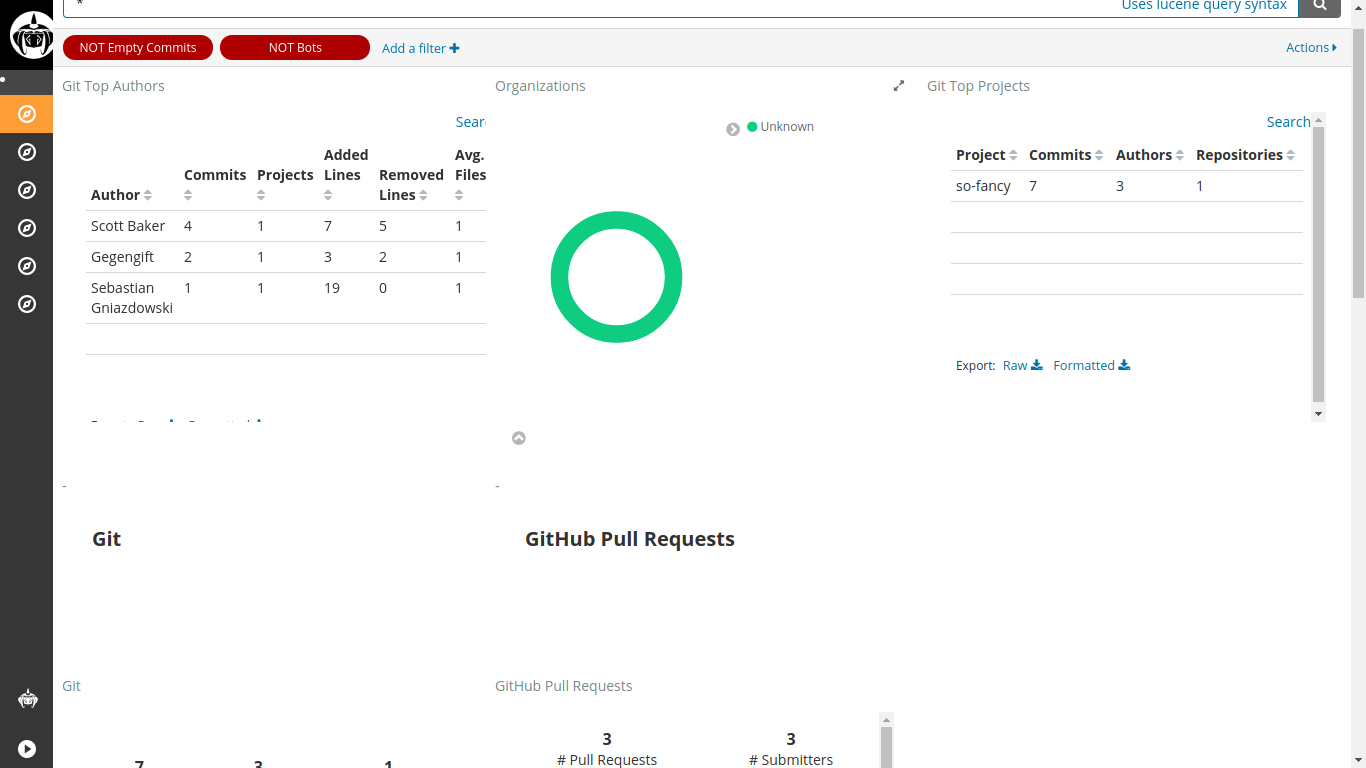 *
Uses lucene query syntax
NOT Empty Commits
NOT Bots
Add a filter
Actions
Git Top Authors
Organizations
Git Top Projects
Sear
Unknown
Search
Author Commits Projects Added Lines Removed Lines Avg. Files
Scott Baker 4 1 7 5 1
Gegengift 2 1 3 2 1
Sebastian Gniazdowski 1 1 19 0 1
Project Commits Authors Repositories
so-fancy 7 3 1
Export: Raw Formatted
-
-
Git
GitHub Pull Requests
Git
GitHub Pull Requests
7 3 1
3
# Pull Requests
3
# Submitters